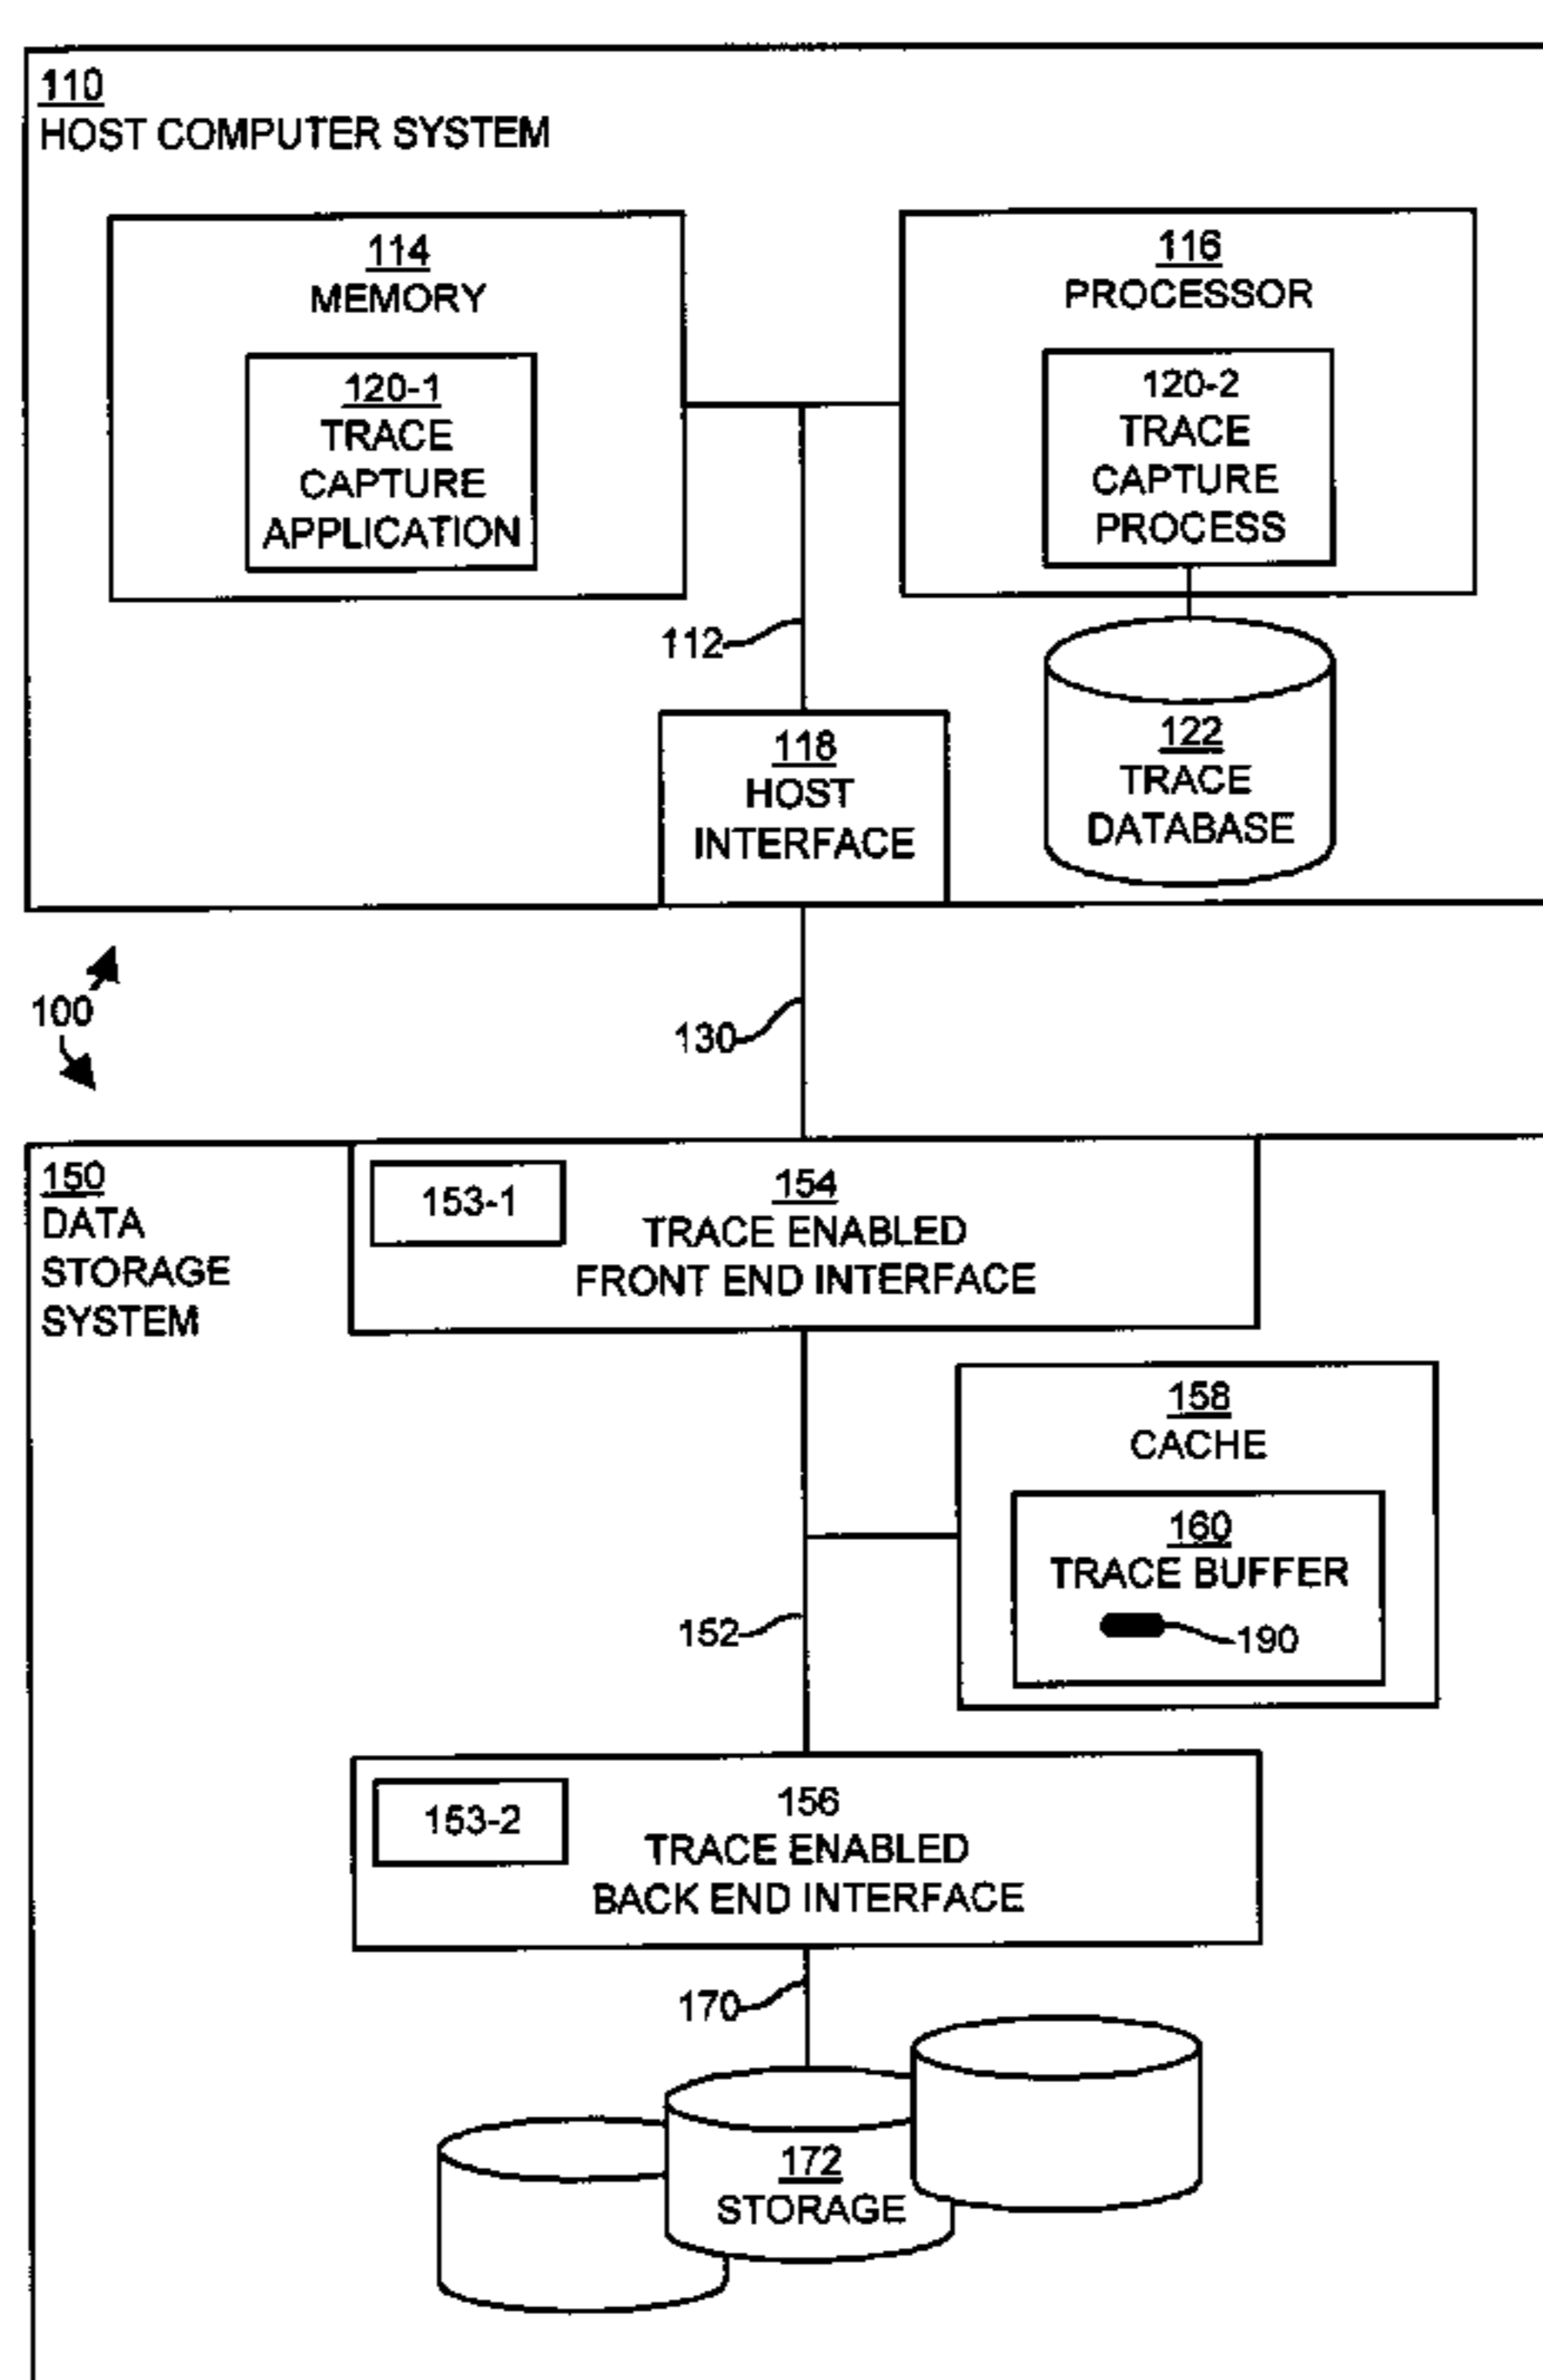 110
HOST COMPUTER SYSTEM
114
MEMORY
120-1
TRACE
CAPTURE
APPLICATION
116
PROCESSOR
120-2
TRACE
CAPTURE
PROCESS
112
118
HOST
INTERFACE
122
TRACE
DATABASE
100
130
150
DATA
STORAGE
SYSTEM
153-1
154
TRACE ENABLED
FRONT END INTERFACE
158
CACHE
160
TRACE BUFFER
190
152
153-2
156
TRACE ENABLED
BACK END INTERFACE
170
172
STORAGE